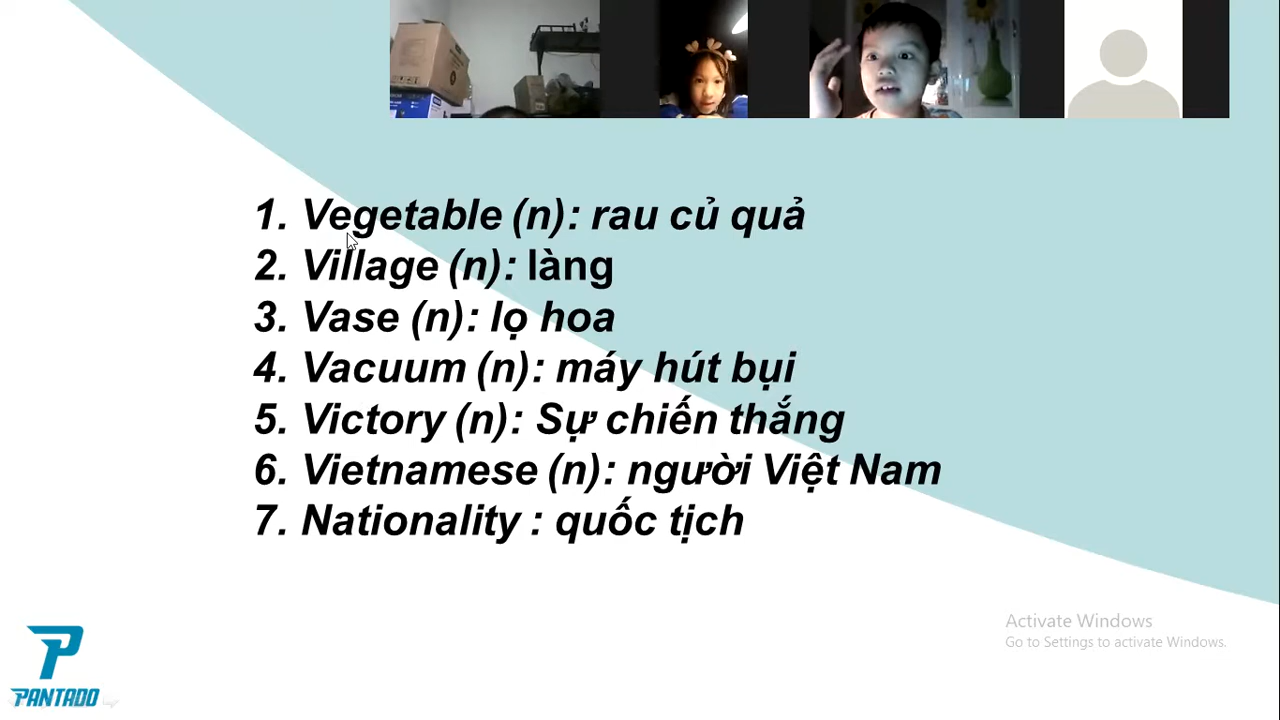 1. Vegetable (n): rau củ quả
2. Village (n): làng
3. Vase (n): lọ hoa
4. Vacuum (n): máy hút bụi
5. Victory (n): Sự chiến thắng
6. Vietnamese (n): người Việt Nam
7. Nationality : quốc tịch
Activate Windows
Go to Settings to activate Windows.
PANTADO